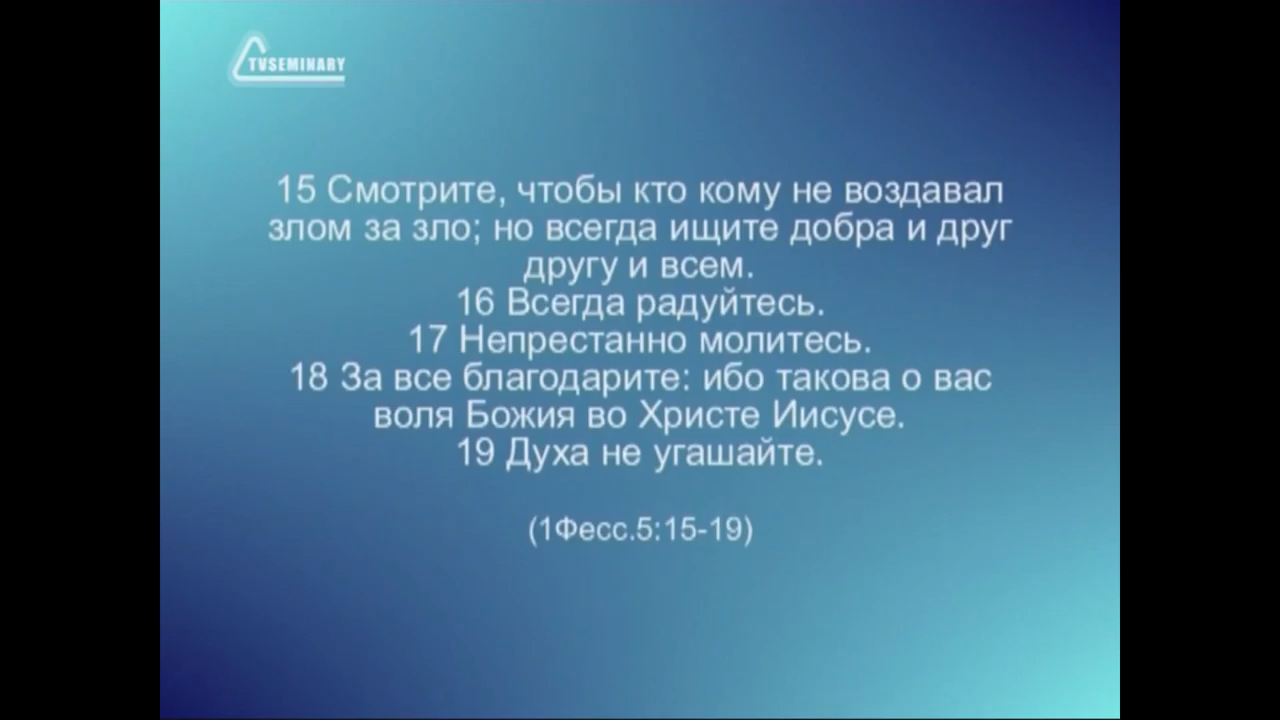 TVSEMINARY
15 Смотрите, чтобы кто кому не воздавал
злом за зло; но всегда ищите добра и друг
другу и всем.
16 Всегда радуйтесь.
17 Непрестанно молитесь.
18 За все благодарите: ибо такова о вас
воля Божия во Христе Иисусе.
19 Духа не угашайте.
(1Фесс.5:15-19)